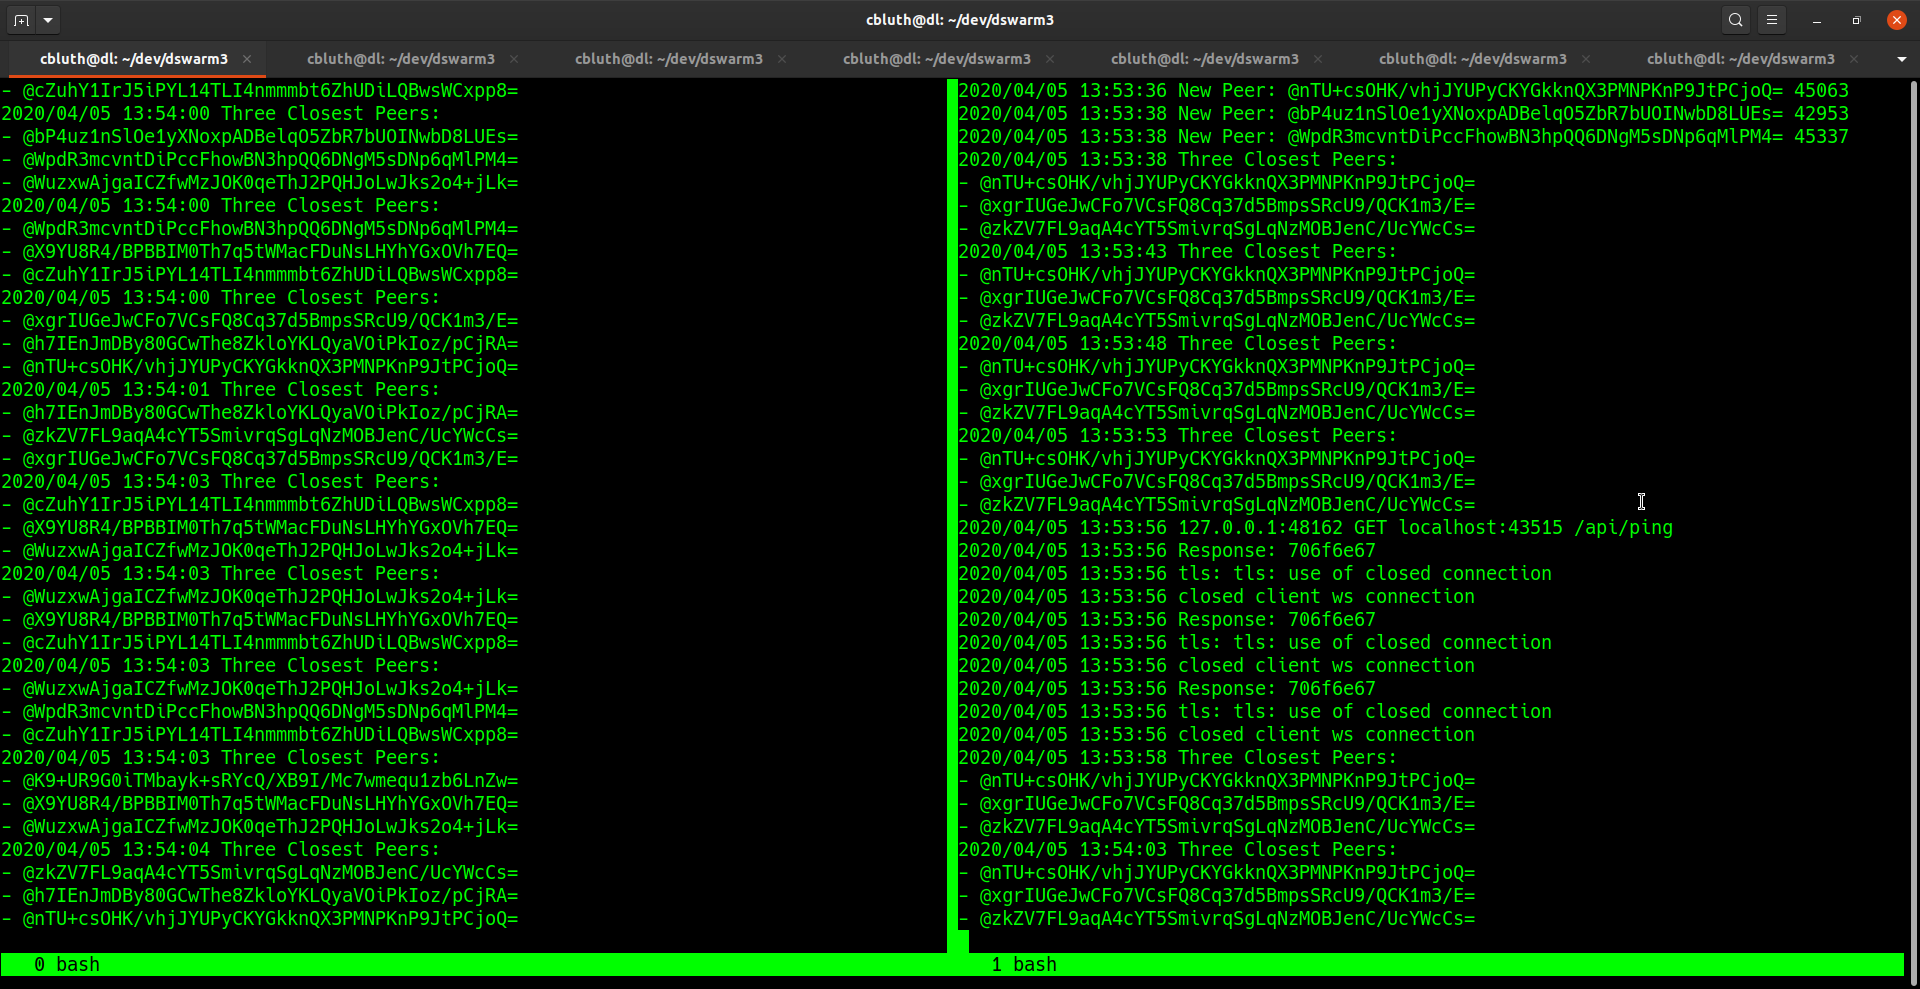 cbluth@dl: ~/dev/dswarm3
cbluth@dl: ~/dev/dswarm3 × cbluth@dl: ~/dev/dswarm3 × cbluth@dl: ~/dev/dswarm3 × cbluth@dl: ~/dev/dswarm3 × cbluth@dl: ~/dev/dswarm3 × cbluth@dl: ~/dev/dswarm3 × cbluth@dl: ~/dev/dswarm3 ×
- @cZuhY1IrJ5iPYL14TLI4nmmmbt6ZhUDiLQBwsWCxpp8=
2020/04/05 13:54:00 Three Closest Peers:
- @bP4uz1nSlOe1yXNoxpADBelqO5ZbR7bUOINwbD8LUEs=
- @WpdR3mcvntDiPccFhowBN3hpQQ6DNgM5sDNp6qMlPM4=
- @WuzxwAjgaICZfwMzJOK0qeThJ2PQHJoLwJks2o4+jLk=
2020/04/05 13:54:00 Three Closest Peers:
- @WpdR3mcvntDiPccFhowBN3hpQQ6DNgM5sDNp6qMlPM4=
- @X9YU8R4/BPBBIM0Th7q5tWMacFDuNsLHYhYGxOVh7EQ=
- @cZuhY1IrJ5iPYL14TLI4nmmmbt6ZhUDiLQBwsWCxpp8=
2020/04/05 13:54:00 Three Closest Peers:
- @xgrIUGeJwCFo7VCsFQ8Cq37d5BmpsSRcU9/QCK1m3/E=
- @h7IEnJmDBy80GCwThe8ZkloYKLQyaVOiPkIoz/pCjRA=
- @nTU+csOHK/vhjJYUPyCKYGkknQX3PMNPKnP9JtPCjoQ=
2020/04/05 13:54:01 Three Closest Peers:
- @h7IEnJmDBy80GCwThe8ZkloYKLQyaVOiPkIoz/pCjRA=
- @zkZV7FL9aqA4cYT5SmivrqSgLqNzMOBJenC/UcYWcCs=
- @xgrIUGeJwCFo7VCsFQ8Cq37d5BmpsSRcU9/QCK1m3/E=
2020/04/05 13:54:03 Three Closest Peers:
- @cZuhY1IrJ5iPYL14TLI4nmmmbt6ZhUDiLQBwsWCxpp8=
- @X9YU8R4/BPBBIM0Th7q5tWMacFDuNsLHYhYGxOVh7EQ=
- @WuzxwAjgaICZfwMzJOK0qeThJ2PQHJoLwJks2o4+jLk=
2020/04/05 13:54:03 Three Closest Peers:
- @WuzxwAjgaICZfwMzJOK0qeThJ2PQHJoLwJks2o4+jLk=
- @X9YU8R4/BPBBIM0Th7q5tWMacFDuNsLHYhYGxOVh7EQ=
- @cZuhY1IrJ5iPYL14TLI4nmmmbt6ZhUDiLQBwsWCxpp8=
2020/04/05 13:54:03 Three Closest Peers:
- @WuzxwAjgaICZfwMzJOK0qeThJ2PQHJoLwJks2o4+jLk=
- @WpdR3mcvntDiPccFhowBN3hpQQ6DNgM5sDNp6qMlPM4=
- @cZuhY1IrJ5iPYL14TLI4nmmmbt6ZhUDiLQBwsWCxpp8=
2020/04/05 13:54:03 Three Closest Peers:
- @K9+UR9G0iTMbayk+sRYcQ/XB9I/Mc7wmequ1zb6LnZw=
- @X9YU8R4/BPBBIM0Th7q5tWMacFDuNsLHYhYGxOVh7EQ=
- @WuzxwAjgaICZfwMzJOK0qeThJ2PQHJoLwJks2o4+jLk=
2020/04/05 13:54:04 Three Closest Peers:
- @zkZV7FL9aqA4cYT5SmivrqSgLqNzMOBJenC/UcYWcCs=
- @h7IEnJmDBy80GCwThe8ZkloYKLQyaVOiPkIoz/pCjRA=
- @nTU+csOHK/vhjJYUPyCKYGkknQX3PMNPKnP9JtPCjoQ=
0 bash
2020/04/05 13:53:36 New Peer: @nTU+csOHK/vhjJYUPyCKYGkknQX3PMNPKnP9JtPCjoQ= 45063
2020/04/05 13:53:38 New Peer: @bP4uz1nSlOe1yXNoxpADBelqO5ZbR7bUOINwbD8LUEs= 42953
2020/04/05 13:53:38 New Peer: @WpdR3mcvntDiPccFhowBN3hpQQ6DNgM5sDNp6qMlPM4= 45337
2020/04/05 13:53:38 Three Closest Peers:
- @nTU+csOHK/vhjJYUPyCKYGkknQX3PMNPKnP9JtPCjoQ=
- @xgrIUGeJwCFo7VCsFQ8Cq37d5BmpsSRcU9/QCK1m3/E=
- @zkZV7FL9aqA4cYT5SmivrqSgLqNzMOBJenC/UcYWcCs=
2020/04/05 13:53:43 Three Closest Peers:
- @nTU+csOHK/vhjJYUPyCKYGkknQX3PMNPKnP9JtPCjoQ=
- @xgrIUGeJwCFo7VCsFQ8Cq37d5BmpsSRcU9/QCK1m3/E=
- @zkZV7FL9aqA4cYT5SmivrqSgLqNzMOBJenC/UcYWcCs=
2020/04/05 13:53:48 Three Closest Peers:
- @nTU+csOHK/vhjJYUPyCKYGkknQX3PMNPKnP9JtPCjoQ=
- @xgrIUGeJwCFo7VCsFQ8Cq37d5BmpsSRcU9/QCK1m3/E=
- @zkZV7FL9aqA4cYT5SmivrqSgLqNzMOBJenC/UcYWcCs=
2020/04/05 13:53:53 Three Closest Peers:
- @nTU+csOHK/vhjJYUPyCKYGkknQX3PMNPKnP9JtPCjoQ=
- @xgrIUGeJwCFo7VCsFQ8Cq37d5BmpsSRcU9/QCK1m3/E=
- @zkZV7FL9aqA4cYT5SmivrqSgLqNzMOBJenC/UcYWcCs=
2020/04/05 13:53:56 127.0.0.1:48162 GET localhost:43515 /api/ping
2020/04/05 13:53:56 Response: 706f6e67
2020/04/05 13:53:56 tls: tls: use of closed connection
2020/04/05 13:53:56 closed client ws connection
2020/04/05 13:53:56 Response: 706f6e67
2020/04/05 13:53:56 tls: tls: use of closed connection
2020/04/05 13:53:56 closed client ws connection
2020/04/05 13:53:56 Response: 706f6e67
2020/04/05 13:53:56 tls: tls: use of closed connection
2020/04/05 13:53:56 closed client ws connection
2020/04/05 13:53:58 Three Closest Peers:
- @nTU+csOHK/vhjJYUPyCKYGkknQX3PMNPKnP9JtPCjoQ=
- @xgrIUGeJwCFo7VCsFQ8Cq37d5BmpsSRcU9/QCK1m3/E=
- @zkZV7FL9aqA4cYT5SmivrqSgLqNzMOBJenC/UcYWcCs=
2020/04/05 13:54:03 Three Closest Peers:
- @nTU+csOHK/vhjJYUPyCKYGkknQX3PMNPKnP9JtPCjoQ=
- @xgrIUGeJwCFo7VCsFQ8Cq37d5BmpsSRcU9/QCK1m3/E=
- @zkZV7FL9aqA4cYT5SmivrqSgLqNzMOBJenC/UcYWcCs=
1 bash